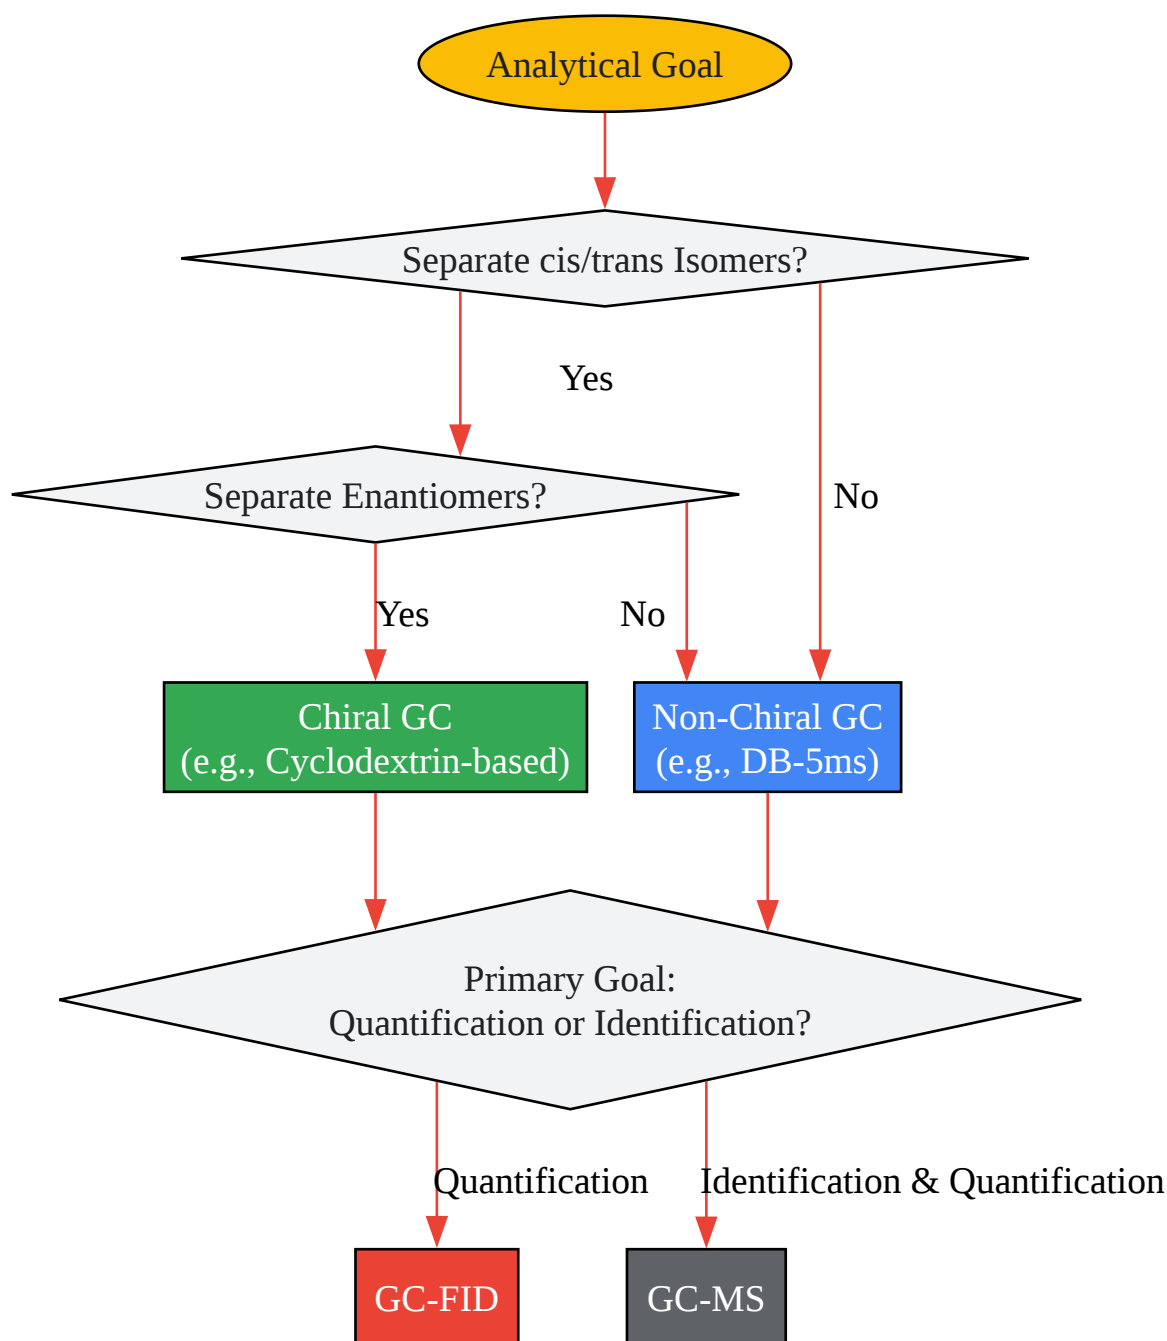 Analytical Goal
Separate cis/trans Isomers?
Yes
Separate Enantiomers?
No
Yes
No
Chiral GC
(e.g., Cyclodextrin-based)
Non-Chiral GC
(e.g., DB-5ms)
Primary Goal:
Quantification or Identification?
Quantification
Identification & Quantification
GC-FID
GC-MS